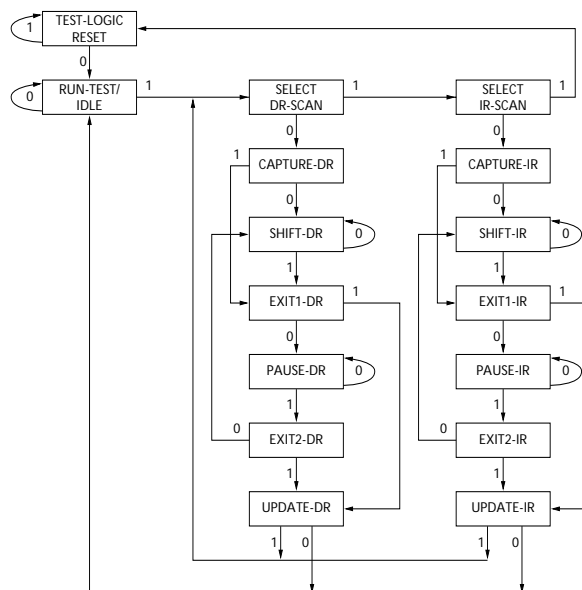 TEST-LOGIC
RESET
1
0
RUN-TEST/
IDLE
0
1
SELECT
DR-SCAN
1
SELECT
IR-SCAN
1
0
0
1
CAPTURE-DR
1
CAPTURE-IR
0
0
SHIFT-DR
0
SHIFT-IR
0
1
1
EXIT1-DR
1
EXIT1-IR
1
0
0
PAUSE-DR
0
PAUSE-IR
0
1
1
0
EXIT2-DR
0
EXIT2-IR
1
1
UPDATE-DR
UPDATE-IR
1
0
1
0